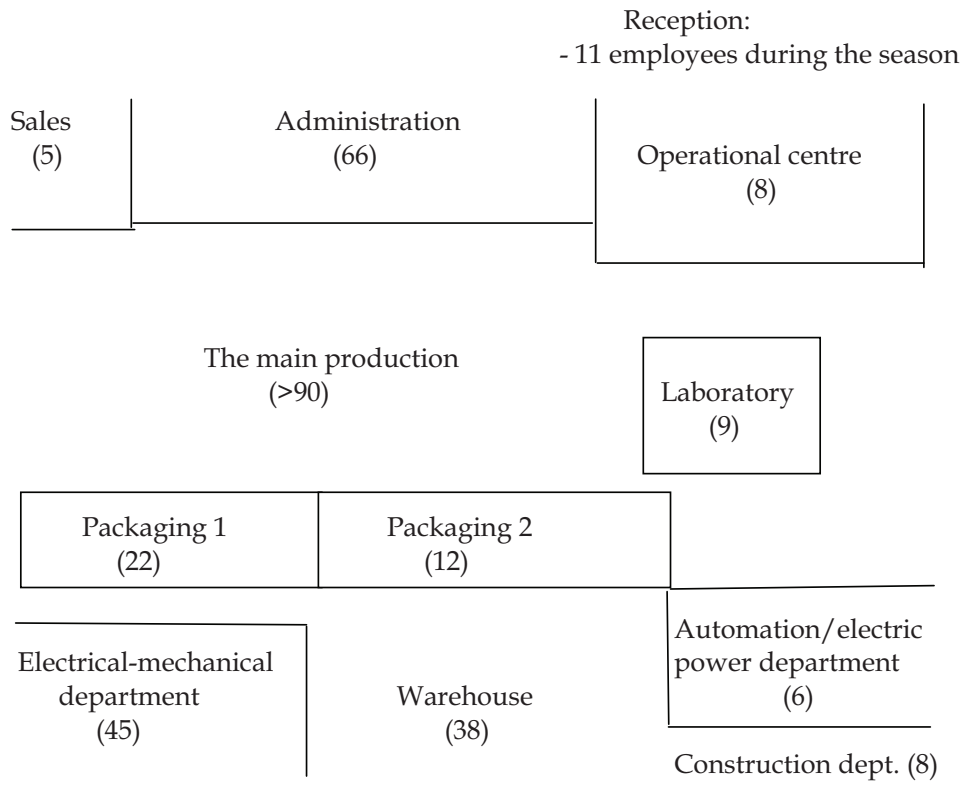 Reception:
- 11 employees during the season
Sales
(5)
Administration
(66)
Operational centre
(8)
The main production
(>90)
Laboratory
(9)
Packaging 1
(22)
Packaging 2
(12)
Electrical-mechanical
department
(45)
Warehouse
(38)
Automation/electric
power department
(6)
Construction dept. (8)